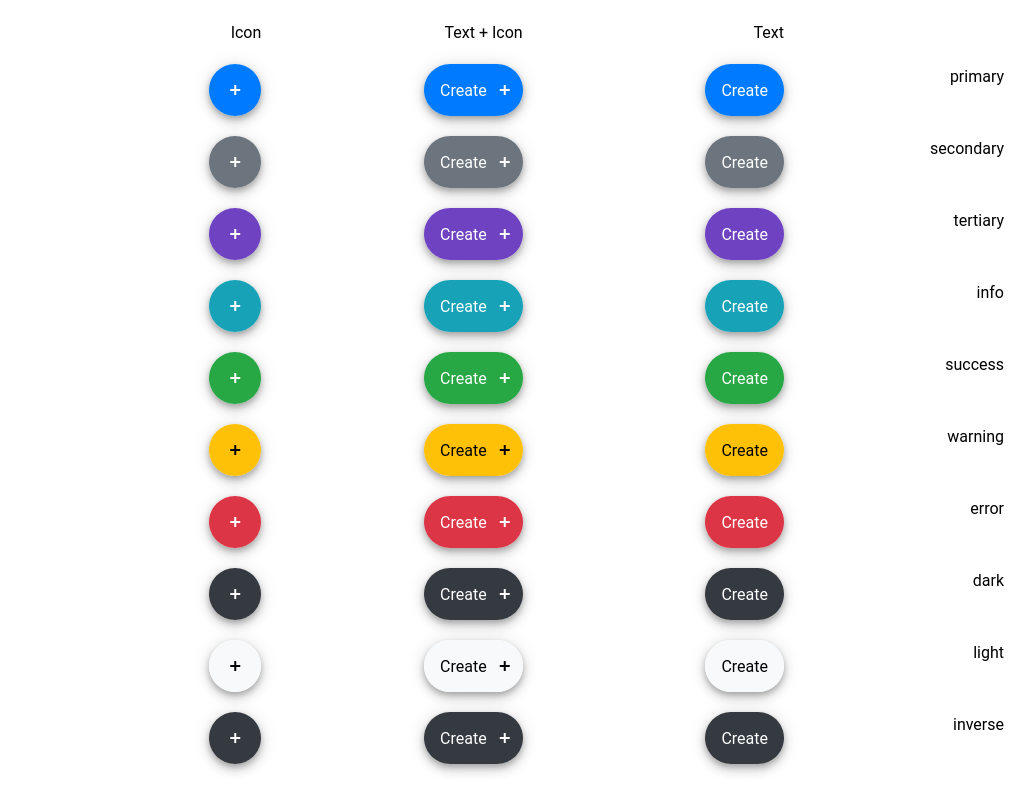 Icon Text + Icon Text
+ Create + Create primary
+ Create + Create secondary
+ Create + Create tertiary
+ Create + Create info
+ Create + Create success
+ Create + Create warning
+ Create + Create error
+ Create + Create dark
+ Create + Create light
+ Create + Create inverse